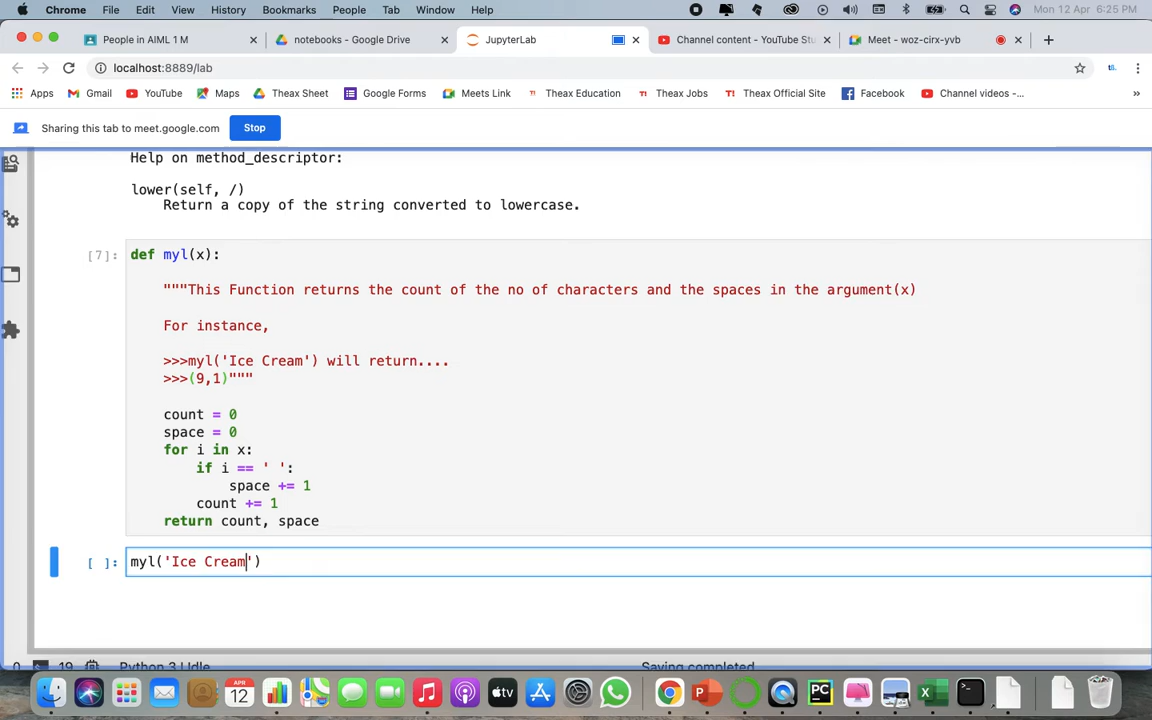 Chrome File Edit View History Bookmarks People Tab Window Help Mon 12 Apr 6:25 PM
People in AIML 1 M notebooks - Google Drive JupyterLab Channel content - YouTube Stu Meet - woz-cirx-yvb
localhost:8889/lab
Apps Gmail YouTube Maps Theax Sheet Google Forms Meets Link Theax Education Theax Jobs Theax Official Site Facebook Channel videos -... »
Sharing this tab to meet.google.com Stop
Help on method_descriptor:
lower(self, /)
Return a copy of the string converted to lowercase.
[7]: def myl(x):
"""This Function returns the count of the no of characters and the spaces in the argument(x)
For instance,
>>>myl('Ice Cream') will return....
>>>(9,1)"""
count = 0
space = 0
for i in x:
if i == ' ':
space += 1
count += 1
return count, space
[ ]: myl('Ice Cream')
0 19 Python 3 | Idle Saving completed